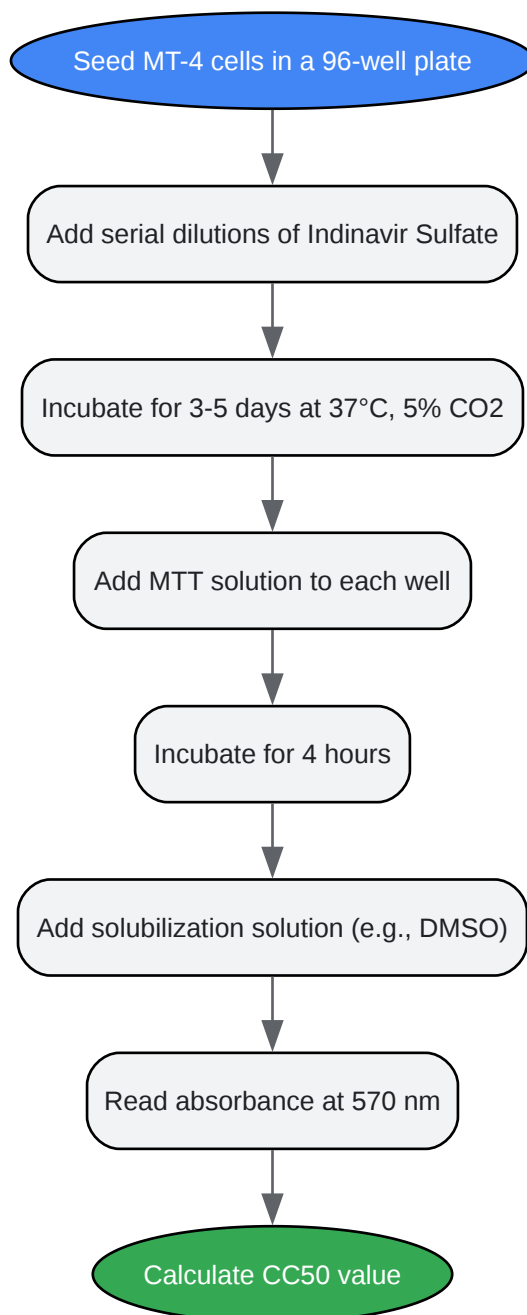 Seed MT-4 cells in a 96-well plate
Add serial dilutions of Indinavir Sulfate
Incubate for 3-5 days at 37°C, 5% CO2
Add MTT solution to each well
Incubate for 4 hours
Add solubilization solution (e.g., DMSO)
Read absorbance at 570 nm
Calculate CC50 value